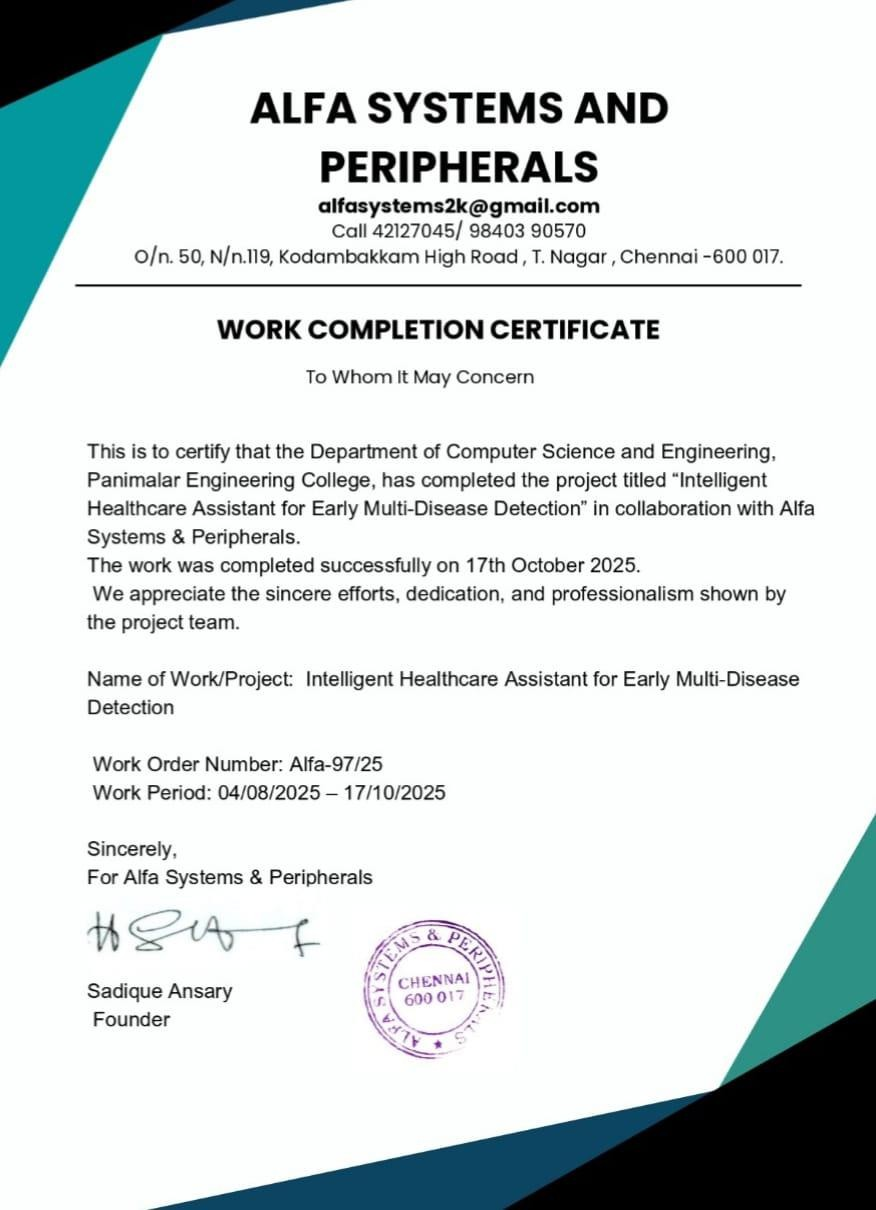 ALFA SYSTEMS AND
PERIPHERALS
alfasystems2k@gmail.com
Call 42127045/ 98403 90570
O/n. 50, N/n.119, Kodambakkam High Road , T. Nagar , Chennai -600 017.
WORK COMPLETION CERTIFICATE
To Whom It May Concern
This is to certify that the Department of Computer Science and Engineering,
Panimalar Engineering College, has completed the project titled “Intelligent
Healthcare Assistant for Early Multi-Disease Detection” in collaboration with Alfa
Systems & Peripherals.
The work was completed successfully on 17th October 2025.
We appreciate the sincere efforts, dedication, and professionalism shown by
the project team.
Name of Work/Project:  Intelligent Healthcare Assistant for Early Multi-Disease
Detection
Work Order Number: Alfa-97/25
Work Period: 04/08/2025 – 17/10/2025
Sincerely,
For Alfa Systems & Peripherals
Sadique Ansary
Founder
ALFA SYSTEMS & PERIPHERALS
CHENNAI
600 017